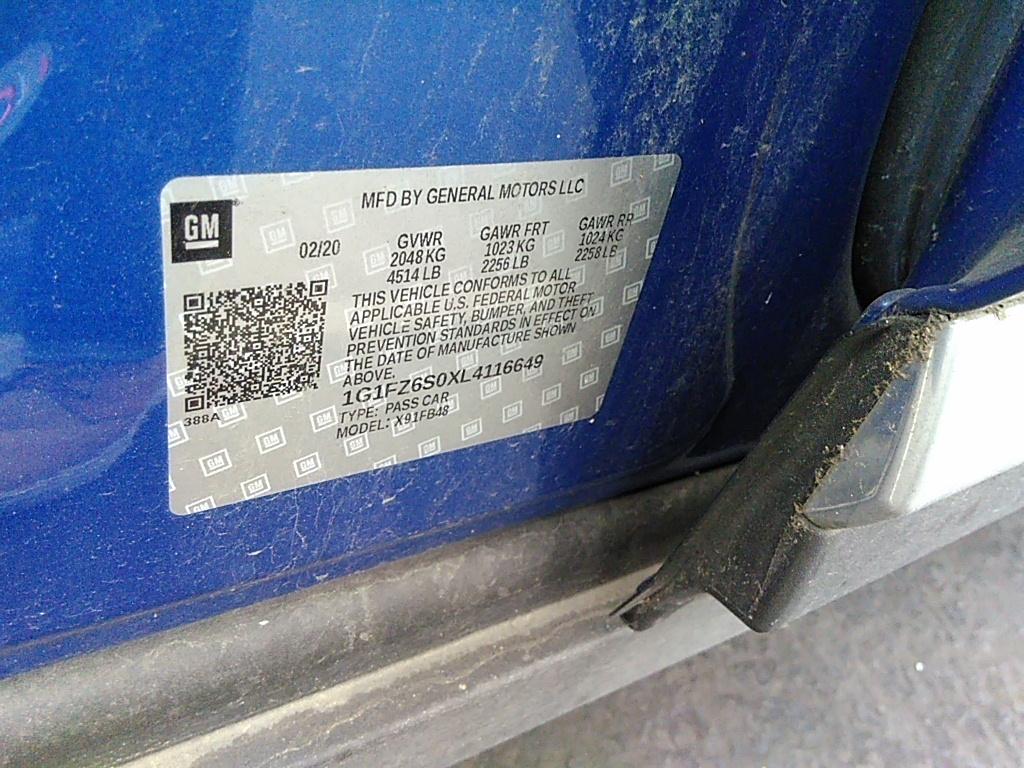 MFD BY GENERAL MOTORS LLC
GM
02/20
GVWR
2048 KG
4514 LB
GAWR FRT
1023 KG
2256 LB
GAWR RR
1024 KG
2258 LB
THIS VEHICLE CONFORMS TO ALL
APPLICABLE U.S. FEDERAL MOTOR
VEHICLE SAFETY, BUMPER, AND THEFT
PREVENTION STANDARDS IN EFFECT ON
THE DATE OF MANUFACTURE SHOWN
ABOVE.
1G1FZ6S0XL4116649
TYPE: PASS CAR
MODEL: X91FB48
388A